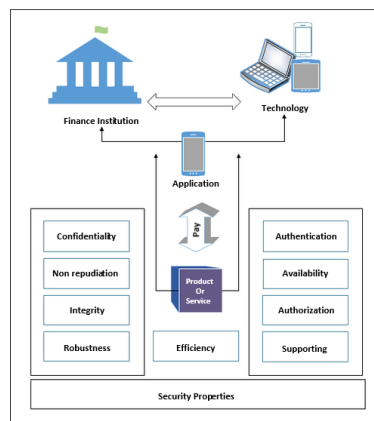 Finance Institution
Technology
Application
Pay
Product
Or
Service
Confidentiality
Non repudiation
Integrity
Robustness
Efficiency
Authentication
Availability
Authorization
Supporting
Security Properties